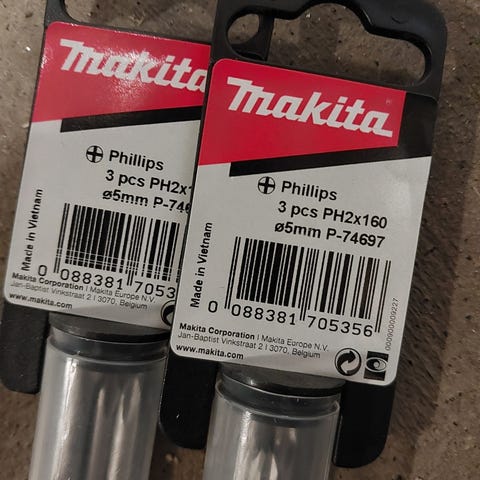 makita
Phillips
3 pcs PH2x1
ø5mm P-746
Made in Vietnam
0 088381 7053
Makita Corporation | Makita Europe N.V.
Jan-Baptist Vinkstraat 2 | 3070, Belgium
www.makita.com
makita
Phillips
3 pcs PH2x160
ø5mm P-74697
Made in Vietnam
0 088381 705356
000900009227
Makita Corporation | Makita Europe N.V.
Jan-Baptist Vinkstraat 2 | 3070, Belgium
www.makita.com